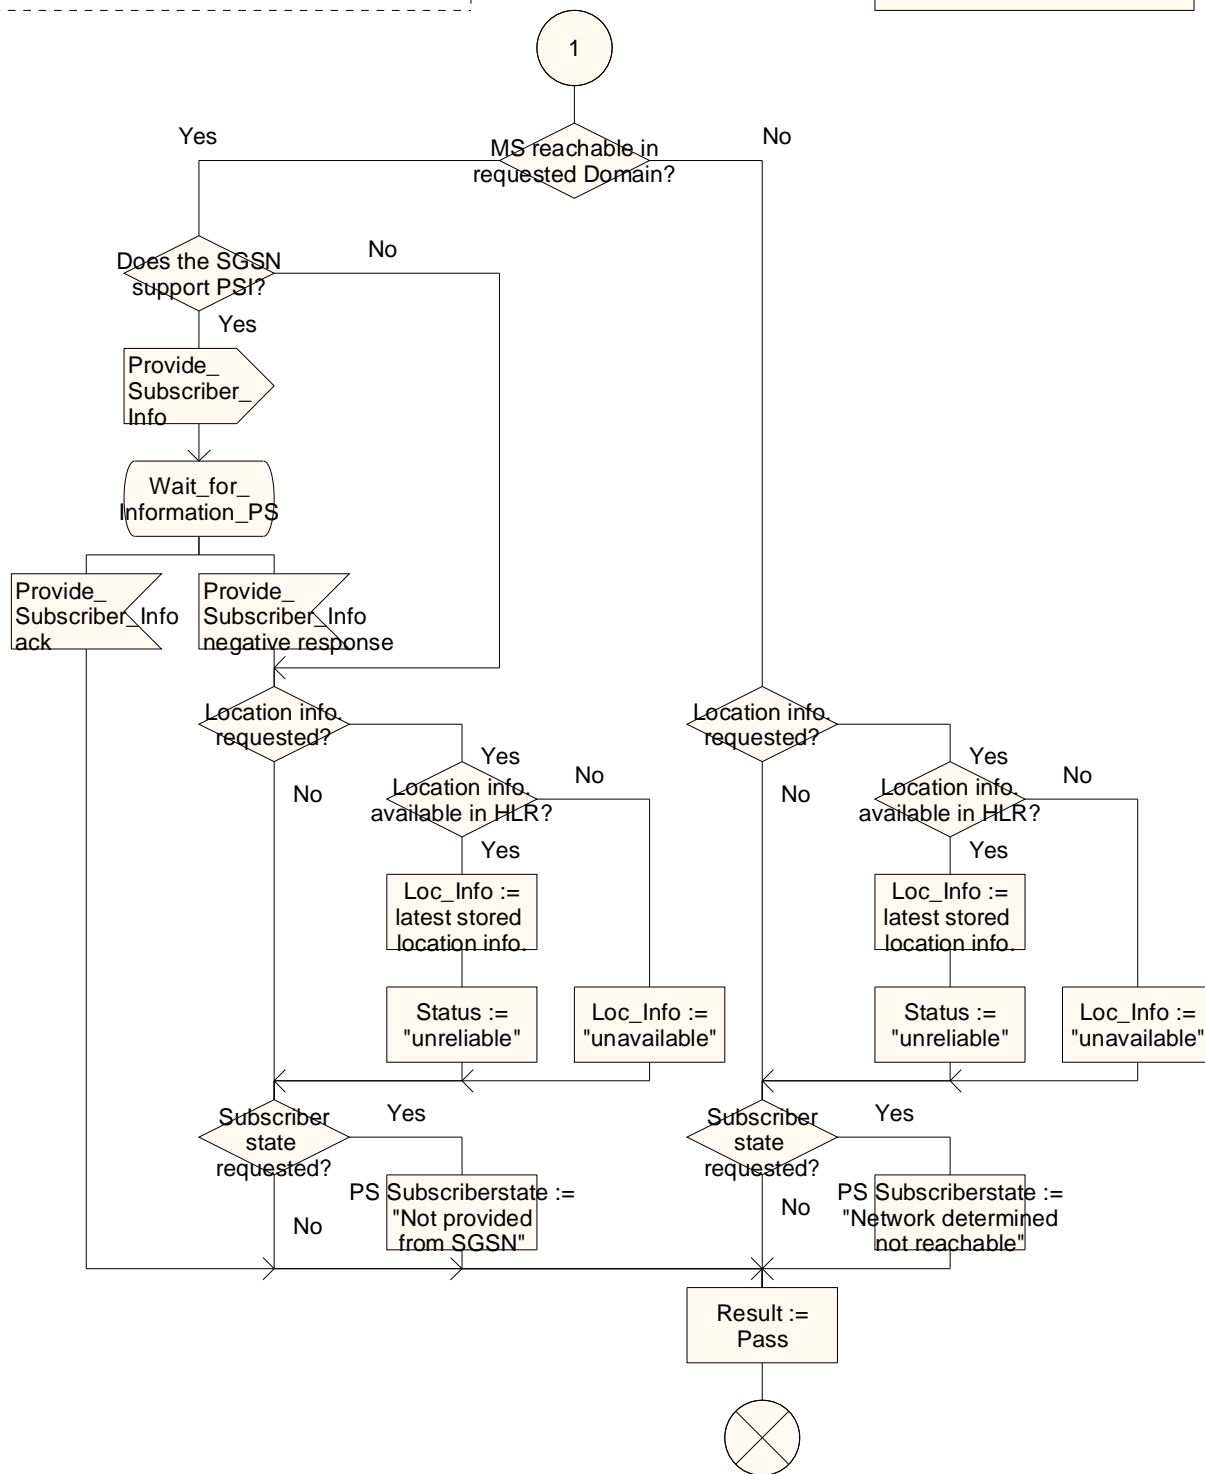 1
Yes
No
MS reachable in
requested Domain?
Does the SGSN
support PSI?
No
Yes
Provide_
Subscriber_
Info
Wait_for_
Information_PS
Provide_
Subscriber_Info
ack
Provide_
Subscriber_Info
negative response
Location info.
requested?
Yes
No
Location info.
available in HLR?
No
Yes
Loc_Info :=
latest stored
location info.
Status :=
"unreliable"
Loc_Info :=
"unavailable"
Location info.
requested?
Yes
No
Location info.
available in HLR?
No
Yes
Loc_Info :=
latest stored
location info.
Status :=
"unreliable"
Loc_Info :=
"unavailable"
Subscriber
state
requested?
Yes
No
PS Subscriberstate :=
"Not provided
from SGSN"
Subscriber
state
requested?
Yes
No
PS Subscriberstate :=
"Network determined
not reachable"
Result :=
Pass